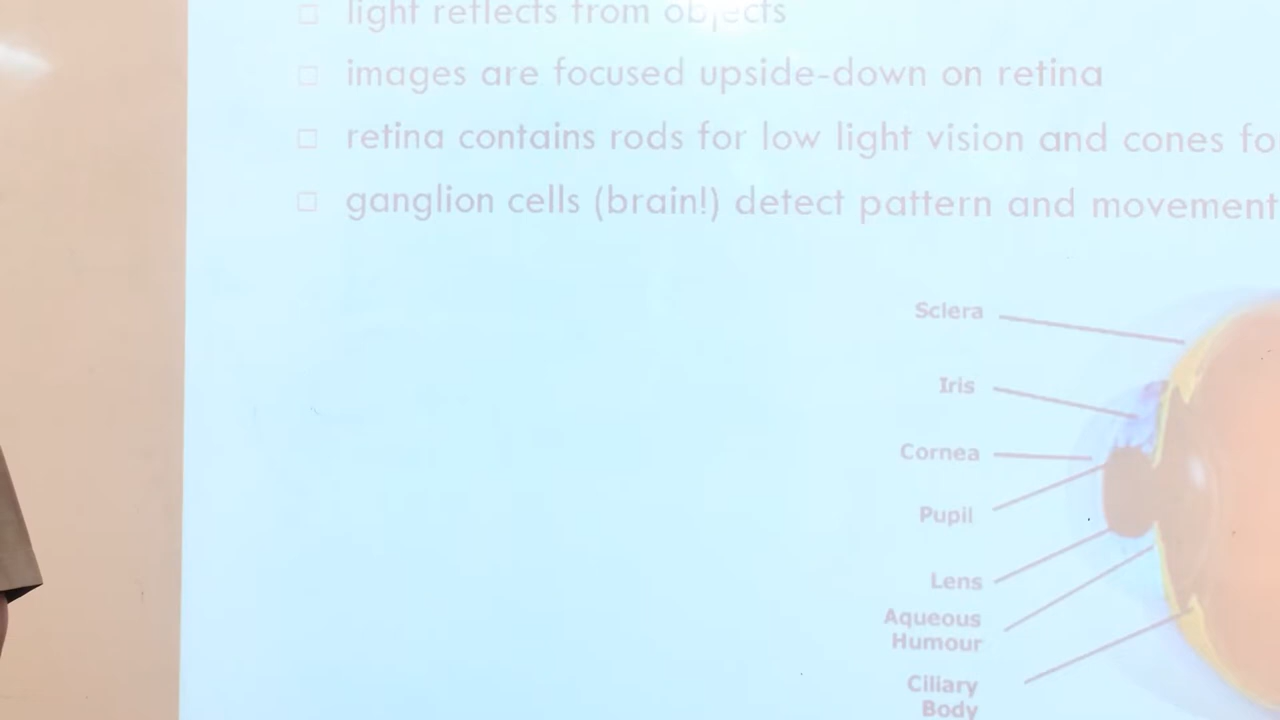 light reflects from objects
images are focused upside-down on retina
retina contains rods for low light vision and cones fo
ganglion cells (brain!) detect pattern and movement
Sclera
Iris
Cornea
Pupil
Lens
Aqueous
Humour
Ciliary
Body